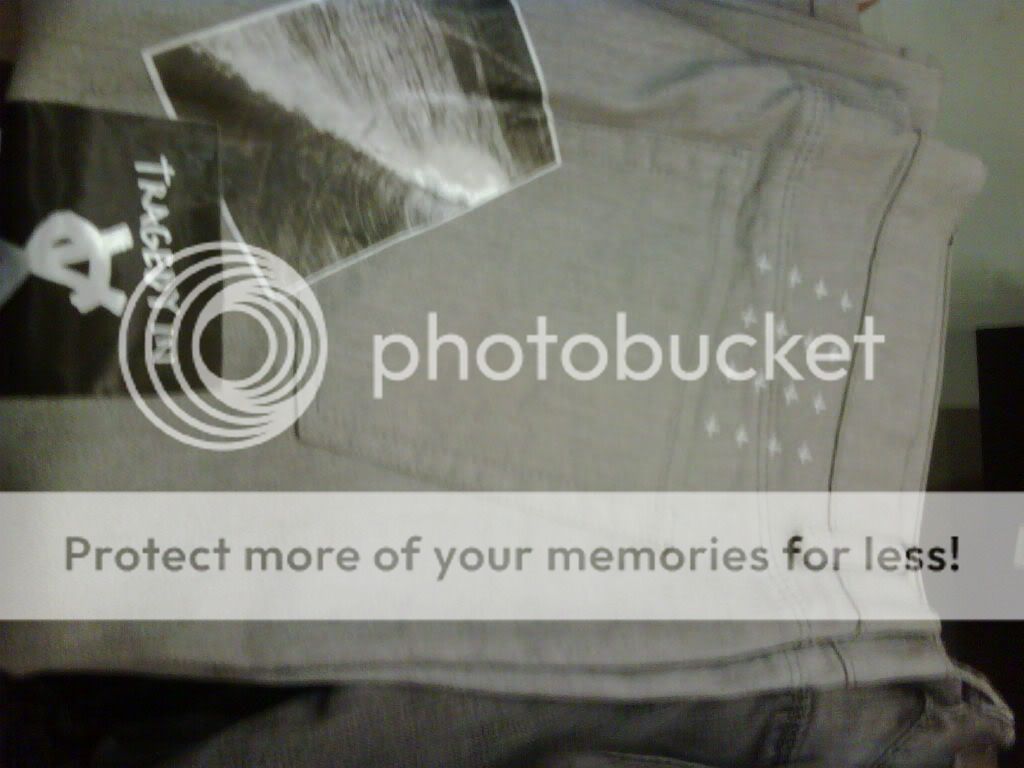 photobucket
Protect more of your memories for less!